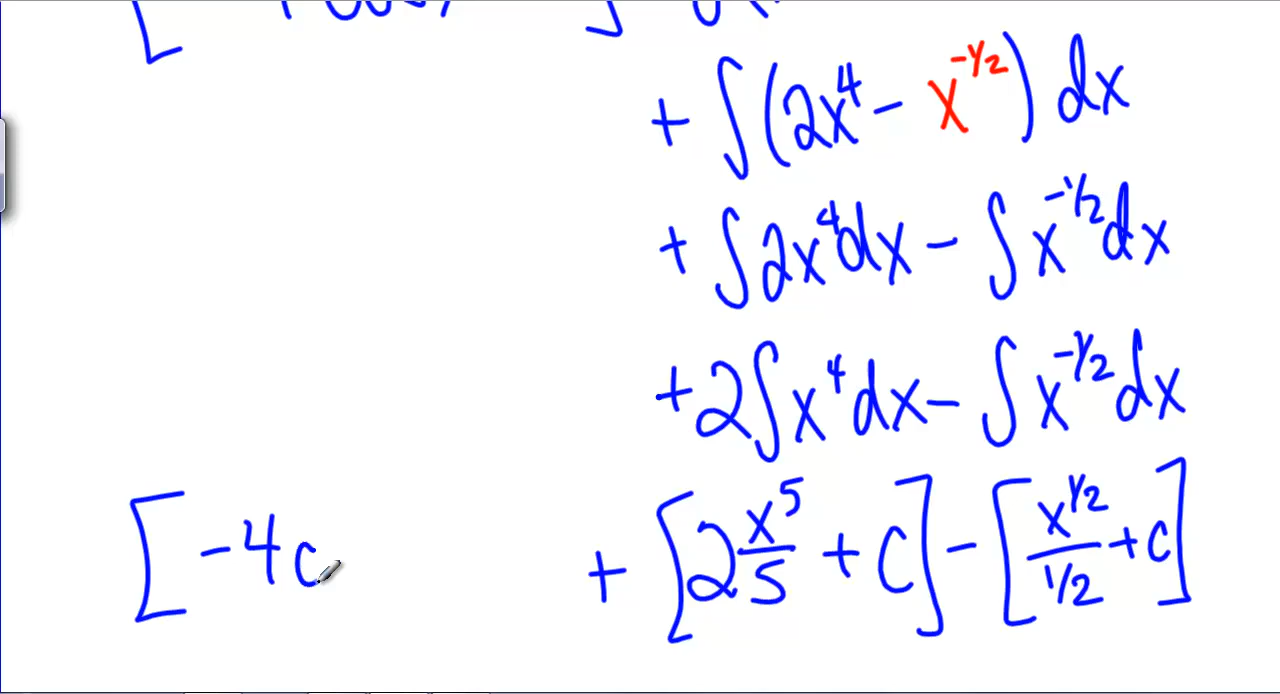 + ∫(2x⁴ - x^-1/2) dx
+ ∫2x⁴dx - ∫x^-1/2 dx
+2∫x⁴dx - ∫x^-1/2 dx
[ -4c + [2 x⁵/5 + C] - [x^1/2 / 1/2 + C]